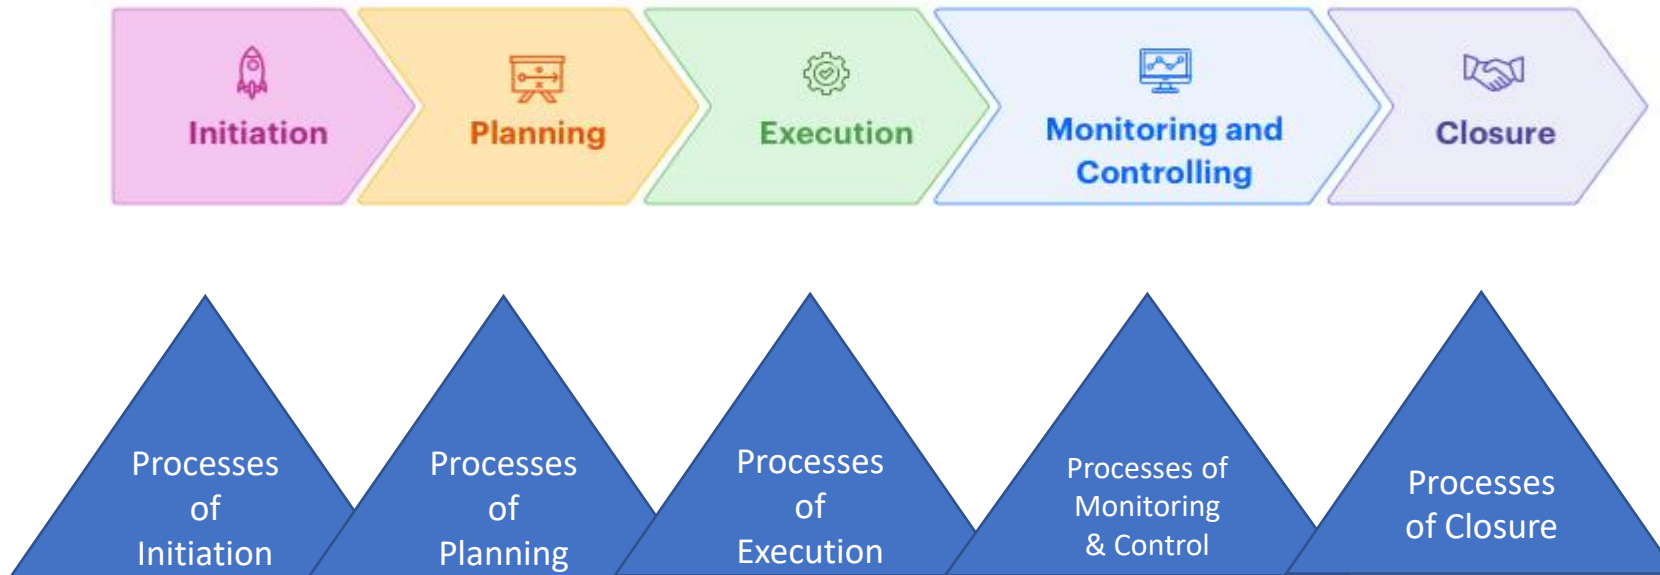 Initiation
Planning
Execution
Monitoring and
Controlling
Closure
Processes
of
Initiation
Processes
of
Planning
Processes
of
Execution
Processes of
Monitoring
& Control
Processes
of Closure